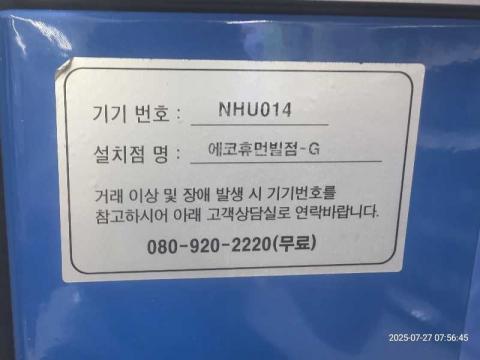 기기 번호 : NHU014
설치점 명 : 에코휴먼빌점-G
거래 이상 및 장애 발생 시 기기번호를
참고하시어 아래 고객상담실로 연락바랍니다.
080-920-2220(무료)
2025-07-27 07:56:45